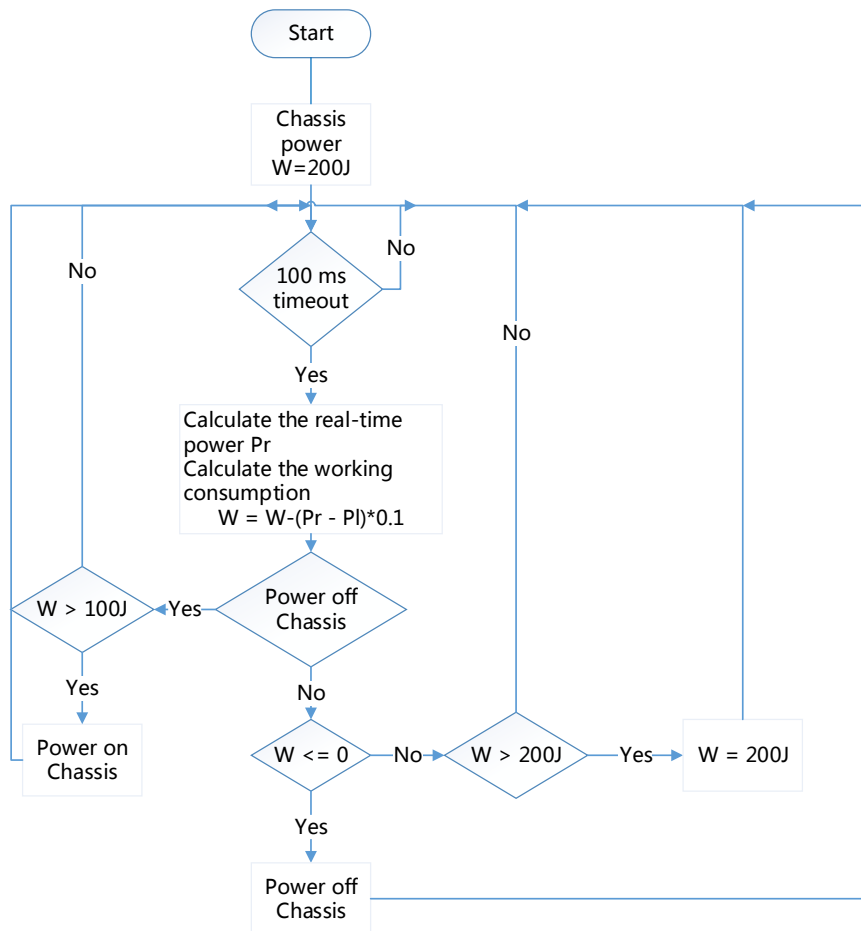 Start
Chassis
power
W=200J
No
No
100 ms
timeout
No
Yes
Calculate the real-time
power Pr
Calculate the working
consumption
W = W-(Pr - Pl)*0.1
W > 100J
Yes
Power off
Chassis
Yes
No
Power on
Chassis
W <= 0
No
W > 200J
Yes
W = 200J
Yes
Power off
Chassis